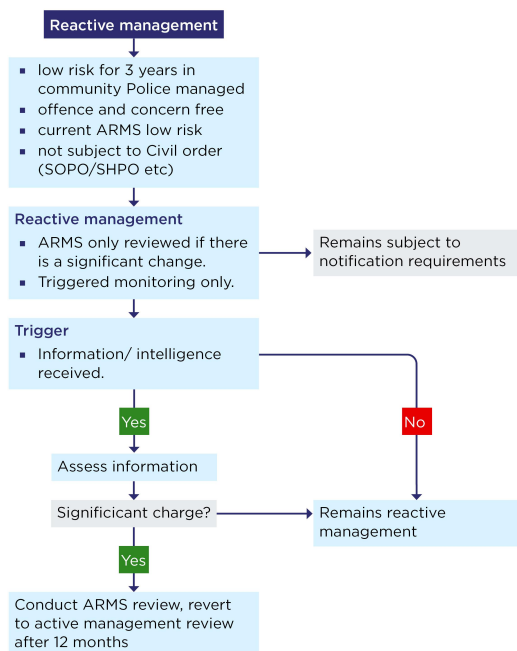 Reactive management
▪ low risk for 3 years in
community Police managed
▪ offence and concern free
▪ current ARMS low risk
▪ not subject to Civil order
(SOPO/SHPO etc)
Reactive management
▪ ARMS only reviewed if there
is a significant change.
▪ Triggered monitoring only.
Remains subject to
notification requirements
Trigger
▪ Information/ intelligence
received.
Yes
No
Assess information
Significicant charge?
Remains reactive
management
Yes
Conduct ARMS review, revert
to active management review
after 12 months